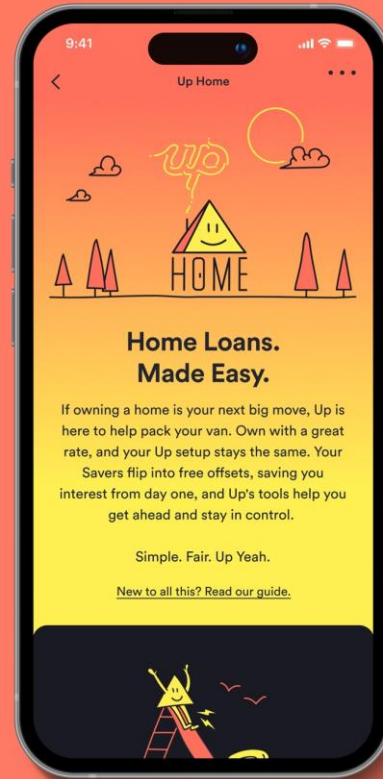 9:41
Up Home
up
HOME
Home Loans.
Made Easy.
If owning a home is your next big move, Up is
here to help pack your van. Own with a great
rate, and your Up setup stays the same. Your
Savers flip into free offsets, saving you
interest from day one, and Up's tools help you
get ahead and stay in control.
Simple. Fair. Up Yeah.
New to all this? Read our guide.